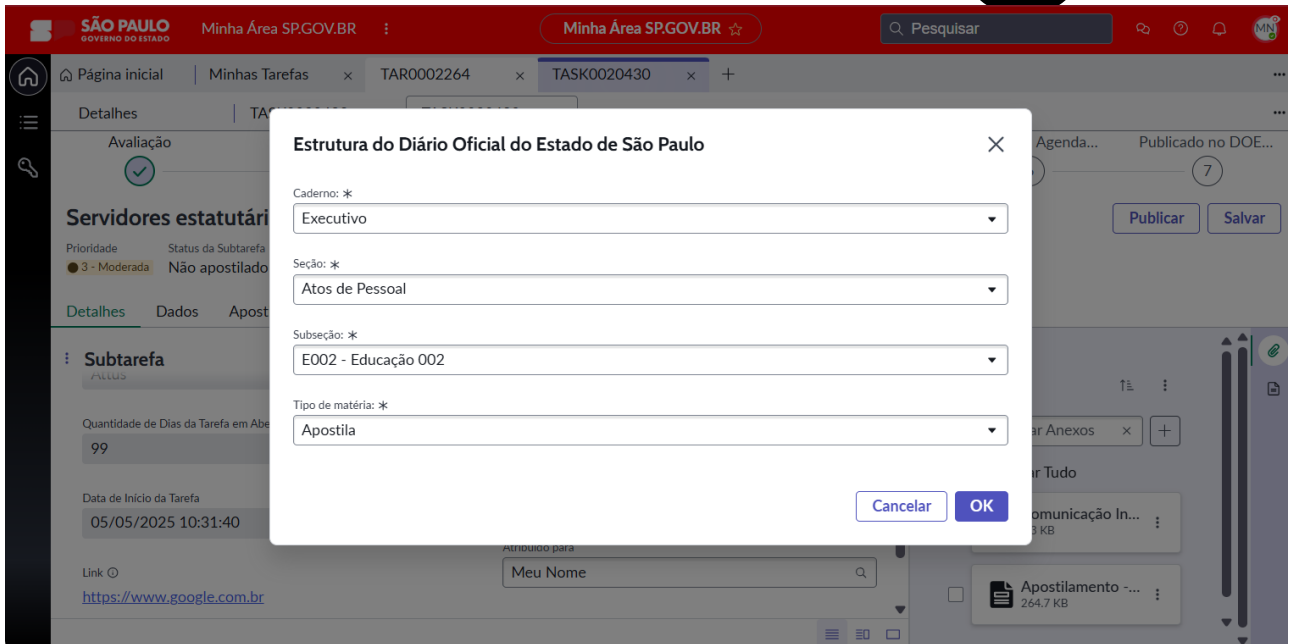 SÃO PAULO
GOVERNO DO ESTADO
Minha Área SP.GOV.BR
Minha Área SP.GOV.BR
Pesquisar
MN
Página inicial
Minhas Tarefas
TAR0002264
TASK0020430
Detalhes
Avaliação
Agenda...
Publicado no DOE...
7
Servidores estatutári
Publicar
Salvar
Prioridade
Status da Subtarefa
3 - Moderada
Não apostilado
Detalhes
Dados
Apost
Subtarefa
Quantidade de Dias da Tarefa em Abe
99
Data de Início da Tarefa
05/05/2025 10:31:40
Link
https://www.google.com.br
Estrutura do Diário Oficial do Estado de São Paulo
Caderno: *
Executivo
Seção: *
Atos de Pessoal
Subseção: *
E002 - Educação 002
Tipo de matéria: *
Apostila
Cancelar
OK
Atribuído para
Meu Nome
ar Anexos
ar Tudo
omunicação In...
3 KB
Apostilamento -...
264.7 KB